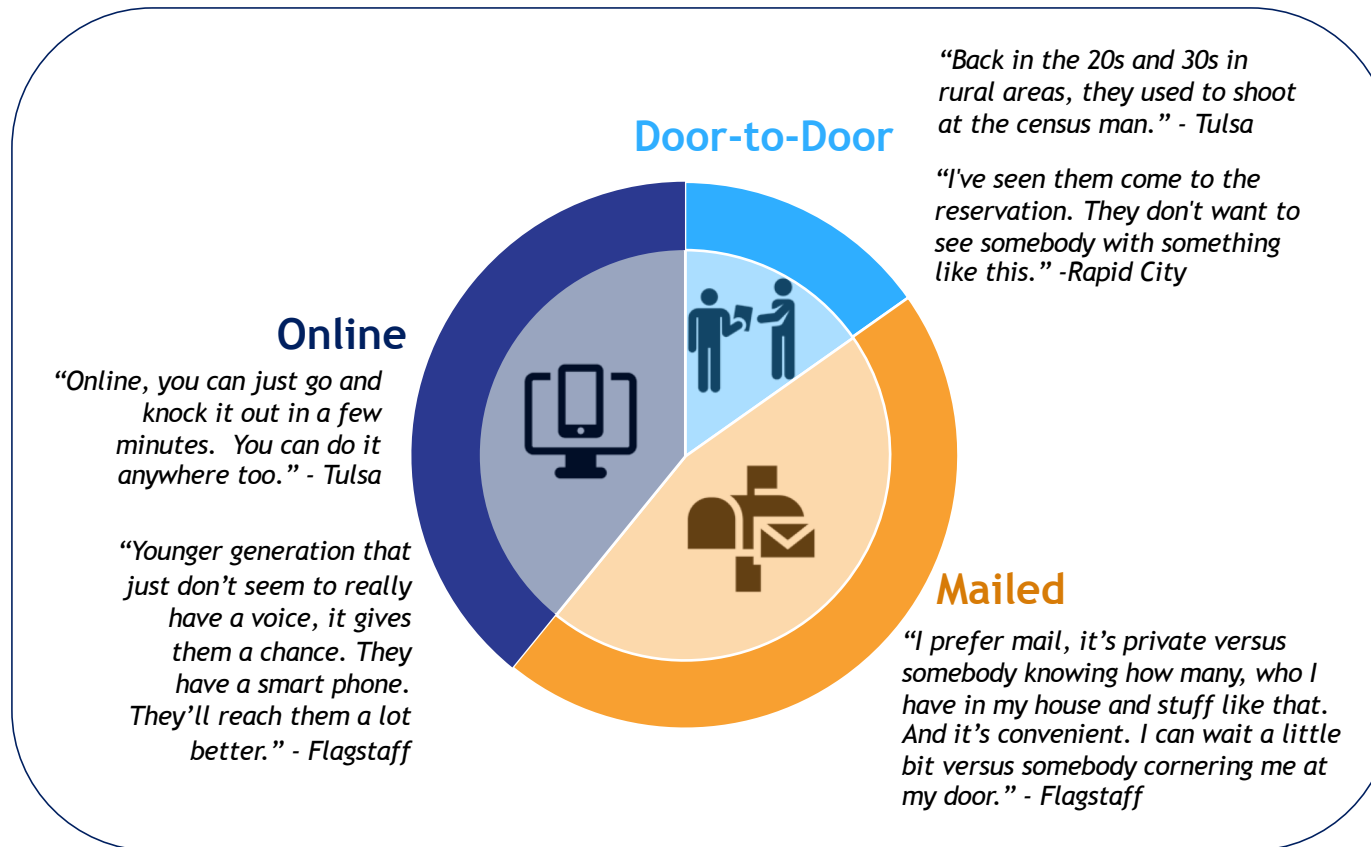 Door-to-Door
“Back in the 20s and 30s in
rural areas, they used to shoot
at the census man.” - Tulsa
“I've seen them come to the
reservation. They don't want to
see somebody with something
like this.” -Rapid City
Online
“Online, you can just go and
knock it out in a few
minutes.  You can do it
anywhere too.” - Tulsa
“Younger generation that
just don’t seem to really
have a voice, it gives
them a chance. They
have a smart phone.
They’ll reach them a lot
better.” - Flagstaff
Mailed
“I prefer mail, it’s private versus
somebody knowing how many, who I
have in my house and stuff like that.
And it’s convenient. I can wait a little
bit versus somebody cornering me at
my door.” - Flagstaff